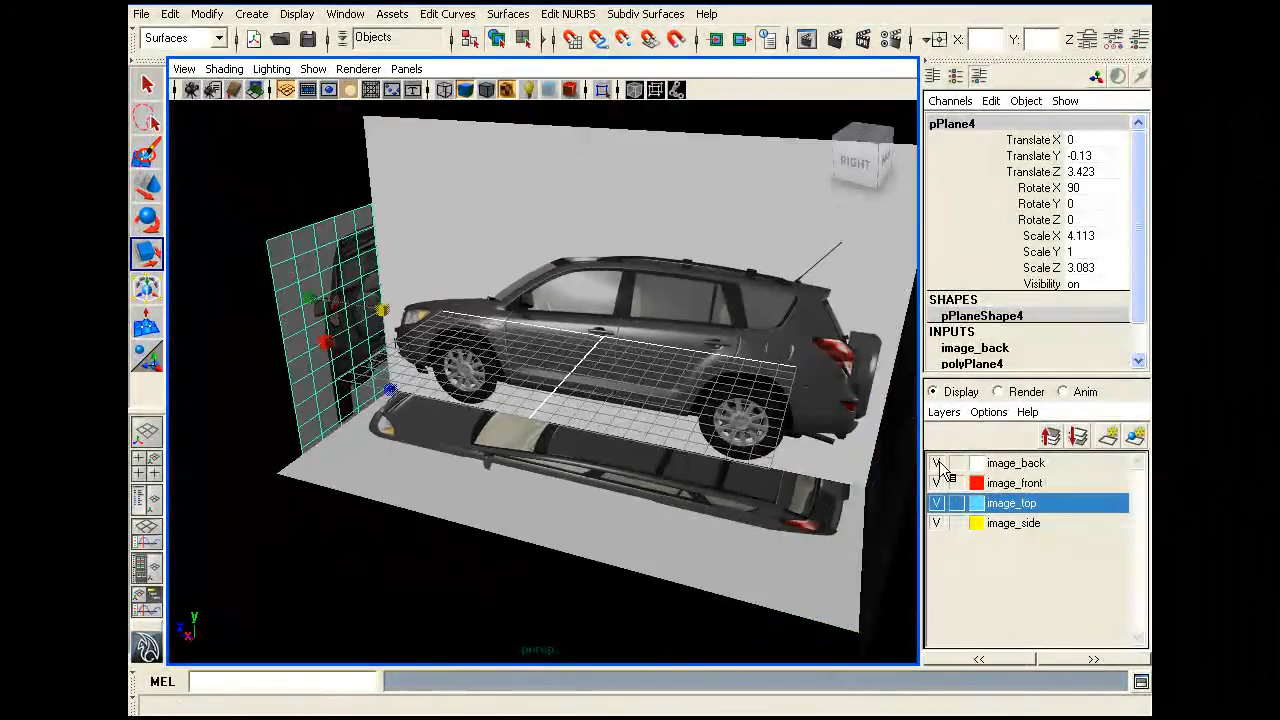 File Edit Modify Create Display Window Assets Edit Curves Surfaces Edit NURBS Subdiv Surfaces Help
Surfaces Objects X: Y: Z
View Shading Lighting Show Renderer Panels
Channels Edit Object Show
pPlane4
Translate X 0
Translate Y -0.13
Translate Z 3.423
Rotate X 90
Rotate Y 0
Rotate Z 0
Scale X 4.113
Scale Y 1
Scale Z 3.083
Visibility on
SHAPES
pPlaneShape4
INPUTS
image_back
polyPlane4
RIGHT
Display Render Anim
Layers Options Help
V image_back
V image_front
V image_top
V image_side
<< >>
y
z
x
persp
MEL